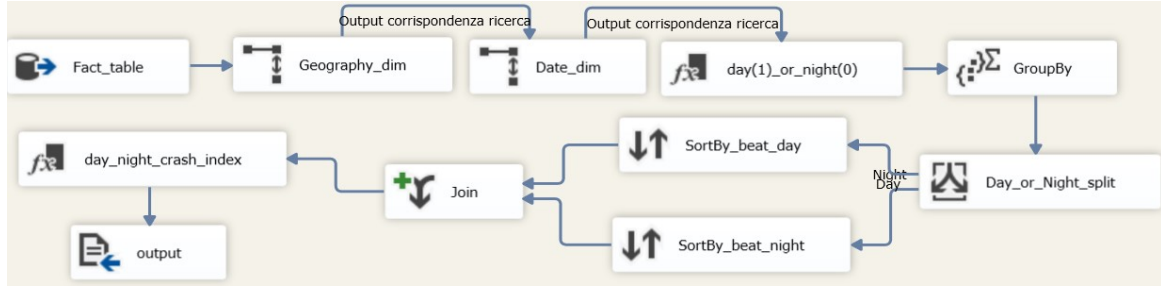 Output corrispondenza ricerca
Output corrispondenza ricerca
Fact_table
Geography_dim
Date_dim
day(1)_or_night(0)
GroupBy
day_night_crash_index
Join
SortBy_beat_day
Night
Day
Day_or_Night_split
output
SortBy_beat_night